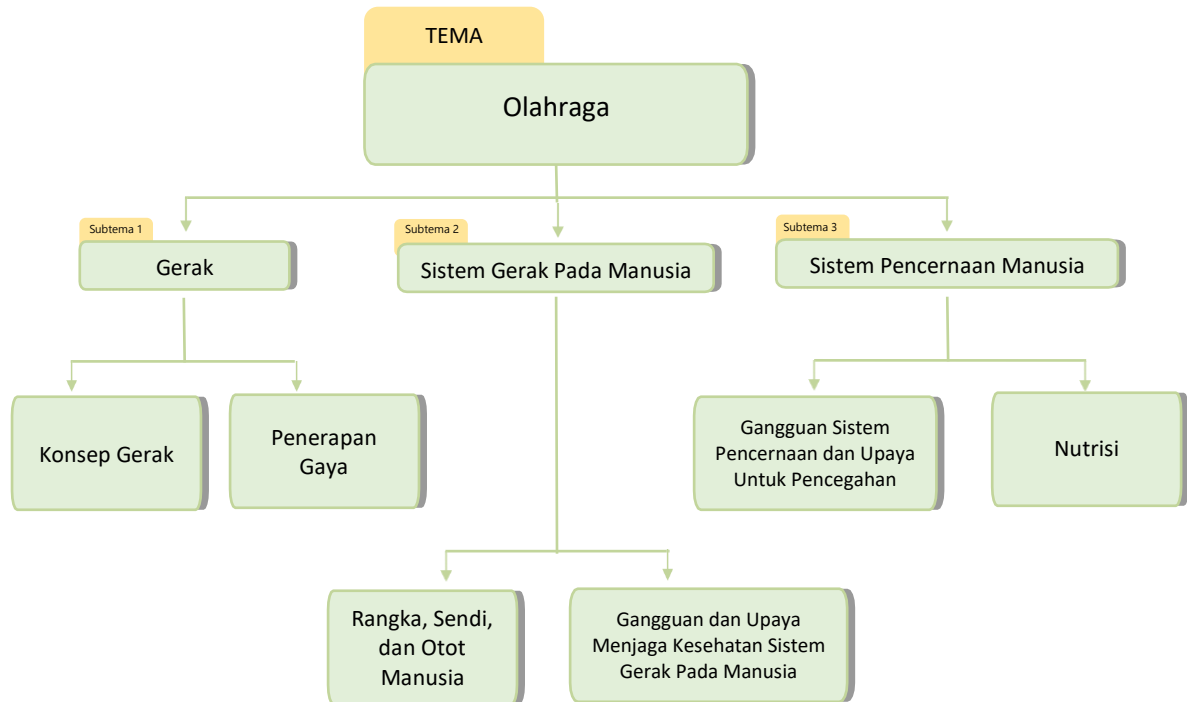 TEMA
Olahraga
Subtema 1
Gerak
Subtema 2
Sistem Gerak Pada Manusia
Subtema 3
Sistem Pencernaan Manusia
Konsep Gerak
Penerapan
Gaya
Gangguan Sistem
Pencernaan dan Upaya
Untuk Pencegahan
Nutrisi
Rangka, Sendi,
dan Otot
Manusia
Gangguan dan Upaya
Menjaga Kesehatan Sistem
Gerak Pada Manusia